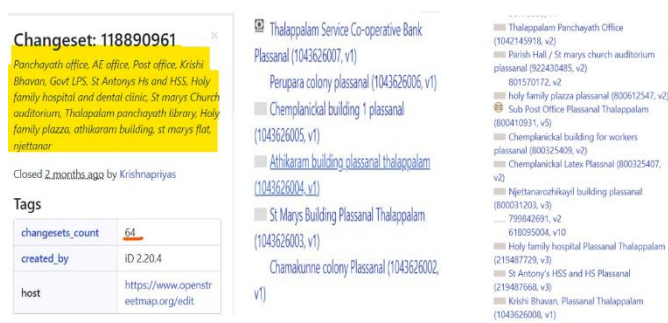 Changeset: 118890961
×
Panchayath office, AE office, Post office, Krishi
Bhavan, Govt LPS, St Antonys Hs and HSS, Holy
family hospital and dental clinic, St marys Church
auditorium, Thalapalam panchayath library, Holy
family plazza, athikaram building, st marys flat,
njettanar
Closed 2 months ago by Krishnapriyas
Tags
changesets_count 64
created_by iD 2.20.4
host https://www.openstr
eetmap.org/edit
Thalappalam Service Co-operative Bank
Plassanal (1043626007, v1)
Perupara colony plassanal (1043626006, v1)
Chemplanickal building 1 plassanal
(1043626005, v1)
Athikaram building plassanal thalappalam
(1043626004, v1)
St Marys Building Plassanal Thalappalam
(1043626003, v1)
Chamakunne colony Plassanal (1043626002,
v1)
Thalappalam Panchayath Office
(1042145918, v2)
Parish Hall / St marys church auditorium
plassanal (922430485, v2)
801570172, v2
holy family plazza plassanal (800612547, v2)
Sub Post Office Plassanal Thalappalam
(800410931, v5)
Chemplanickal building for workers
plassanal (800325409, v2)
Chemplanickal Latex Plassnal (800325407,
v2)
Njettanarozhikayil building plassanal
(800031203, v3)
799842691, v2
618095004, v10
Holy family hospital Plassanal Thalappalam
(219487729, v3)
St Antony's HSS and HS Plassanal
(219487668, v3)
Krishi Bhavan, Plassanal Thalappalam
(1043626008, v1)